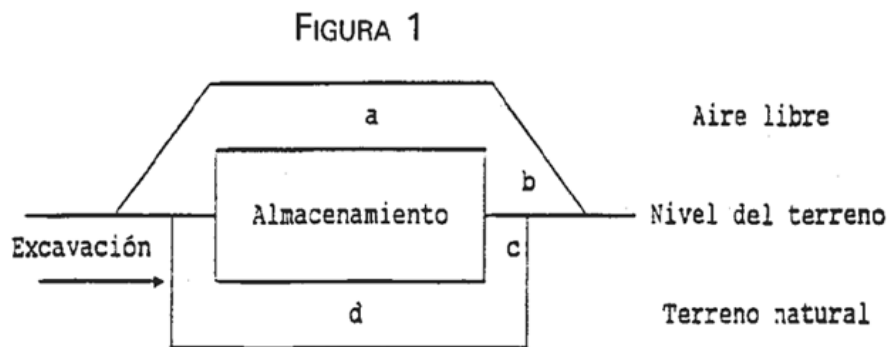 FIGURA 1
a
Aire libre
b
Almacenamiento
Nivel del terreno
Excavación
c
d
Terreno natural